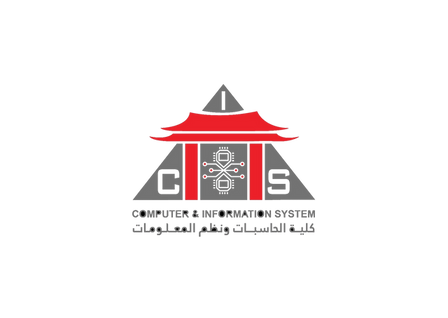 I
C S
COMPUTER & INFORMATION SYSTEM
كلية الحاسبات ونظم المعلومات